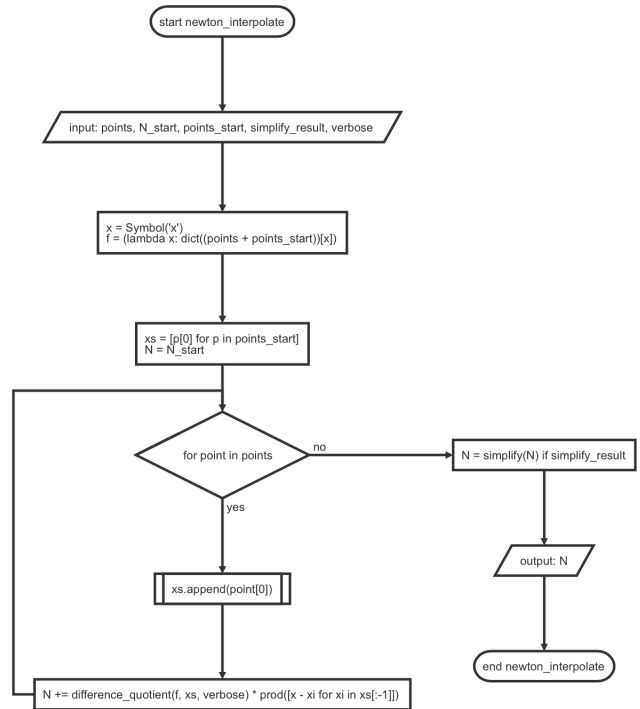 start newton_interpolate
input: points, N_start, points_start, simplify_result, verbose
x = Symbol('x')
f = (lambda x: dict((points + points_start))[x])
xs = [p[0] for p in points_start]
N = N_start
for point in points
no
N = simplify(N) if simplify_result
yes
output: N
xs.append(point[0])
end newton_interpolate
N += difference_quotient(f, xs, verbose) * prod([x - xi for xi in xs[:-1]])